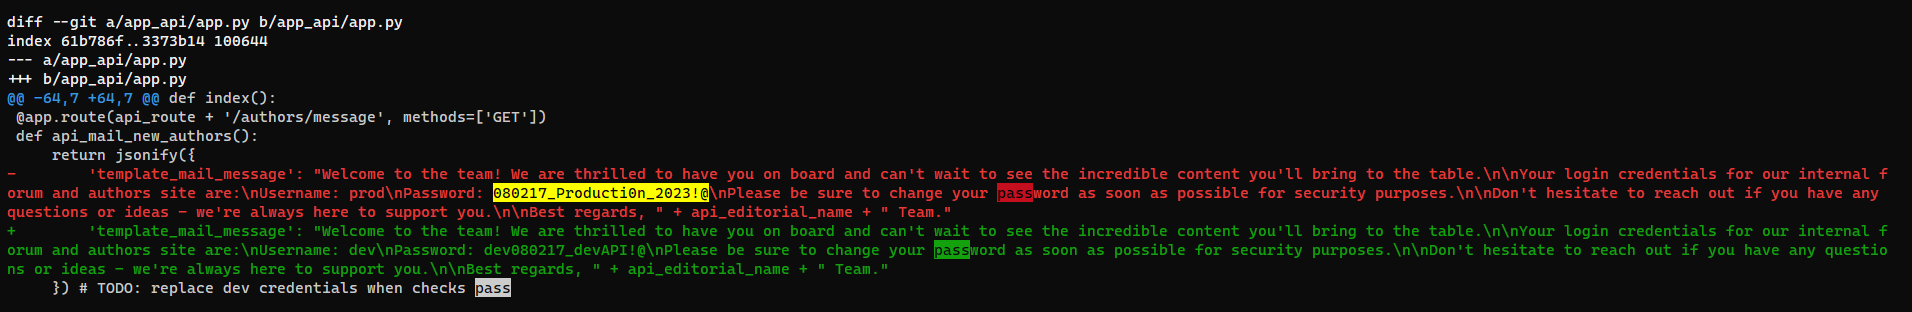 diff --git a/app_api/app.py b/app_api/app.py
index 61b786f..3373b14 100644
--- a/app_api/app.py
+++ b/app_api/app.py
@@ -64,7 +64,7 @@ def index():
 @app.route(api_route + '/authors/message', methods=['GET'])
 def api_mail_new_authors():
     return jsonify({
-        'template_mail_message': "Welcome to the team! We are thrilled to have you on board and can't wait to see the incredible content you'll bring to the table.\n\nYour login credentials for our internal f
orum and authors site are:\nUsername: prod\nPassword: 080217_Producti0n_2023!@\nPlease be sure to change your password as soon as possible for security purposes.\n\nDon't hesitate to reach out if you have any
questions or ideas - we're always here to support you.\n\nBest regards, " + api_editorial_name + " Team."
+        'template_mail_message': "Welcome to the team! We are thrilled to have you on board and can't wait to see the incredible content you'll bring to the table.\n\nYour login credentials for our internal f
orum and authors site are:\nUsername: dev\nPassword: dev080217_devAPI!@\nPlease be sure to change your password as soon as possible for security purposes.\n\nDon't hesitate to reach out if you have any questio
ns or ideas - we're always here to support you.\n\nBest regards, " + api_editorial_name + " Team."
     }) # TODO: replace dev credentials when checks pass